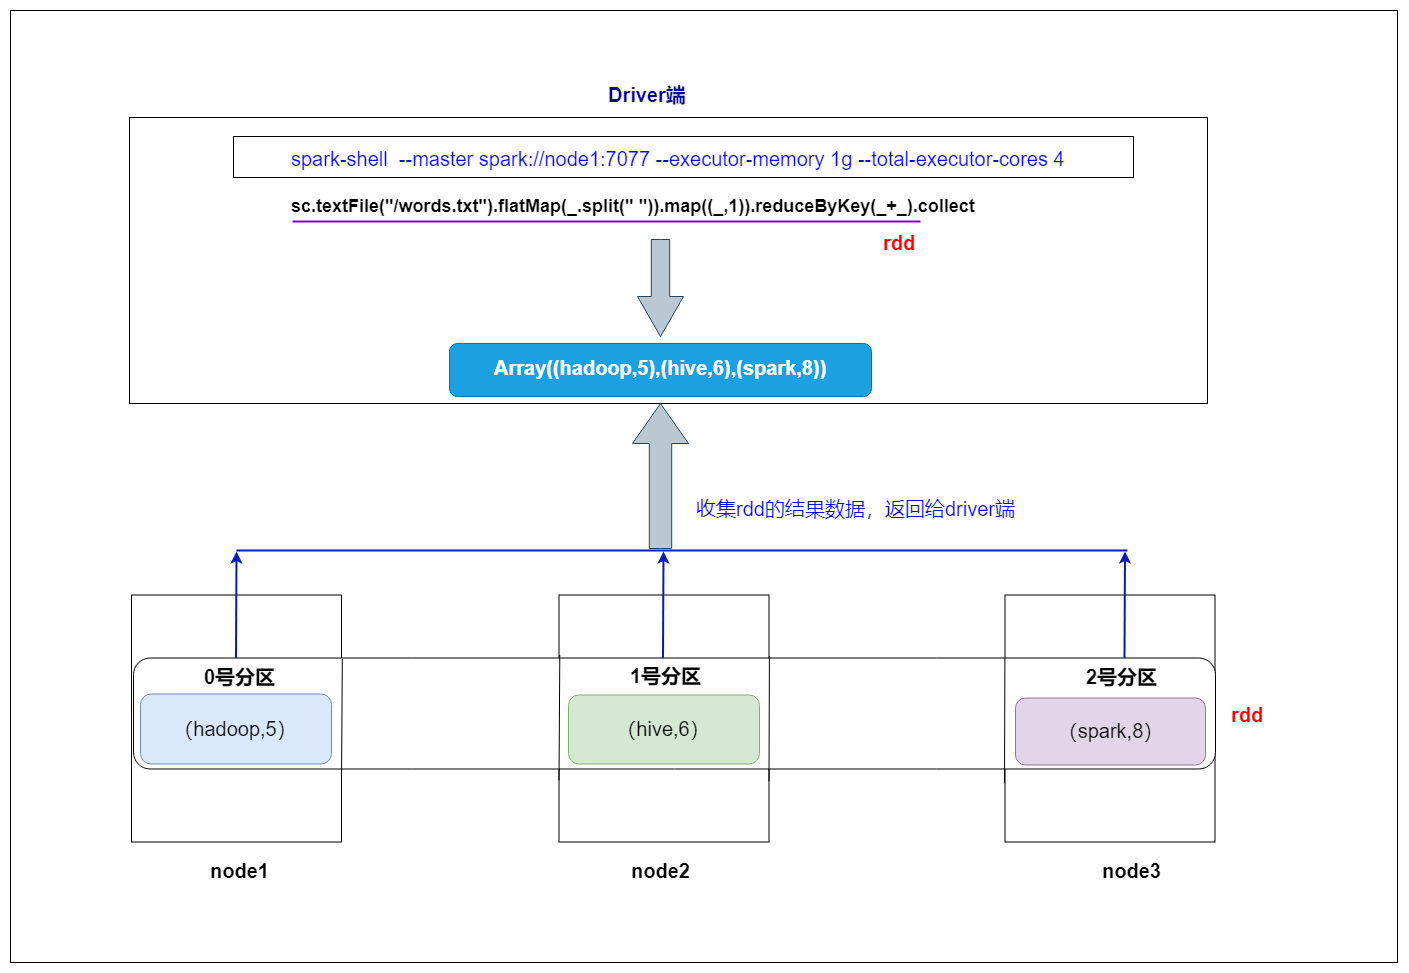 Driver端
spark-shell  --master spark://node1:7077 --executor-memory 1g --total-executor-cores 4
sc.textFile("/words.txt").flatMap(_.split(" ")).map((_,1)).reduceByKey(_+_).collect
rdd
Array((hadoop,5),(hive,6),(spark,8))
收集rdd的结果数据，返回给driver端
0号分区
1号分区
2号分区
（hadoop,5）
（hive,6）
（spark,8）
rdd
node1
node2
node3